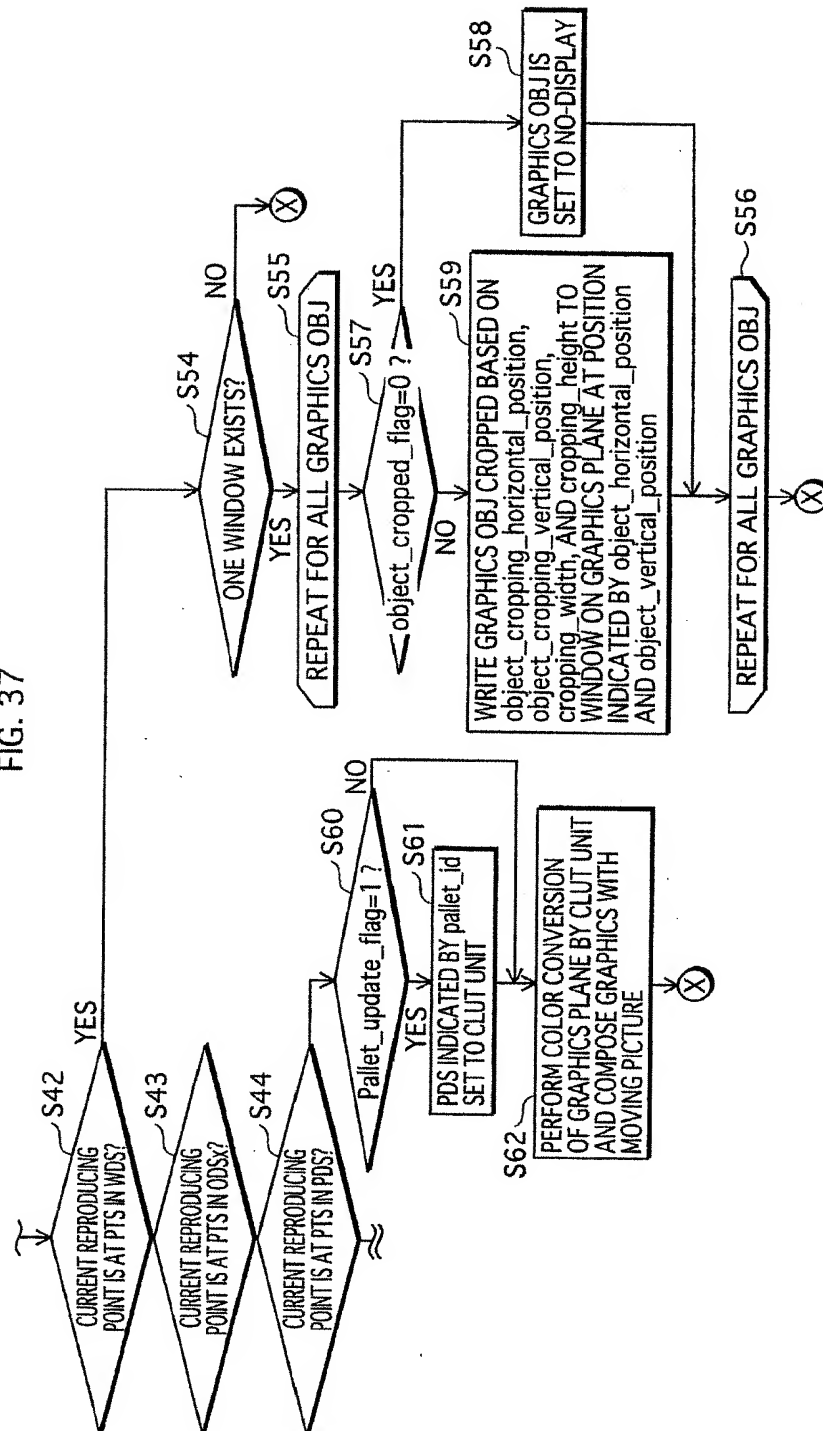 FIG. 37
S42
CURRENT REPRODUCING
POINT IS AT PTS IN WDS?
YES
S43
CURRENT REPRODUCING
POINT IS AT PTS IN ODSx?
S44
CURRENT REPRODUCING
POINT IS AT PTS IN PDS?
S54
ONE WINDOW EXISTS?
NO
X
YES
S55
REPEAT FOR ALL GRAPHICS OBJ
S57
object_cropped_flag=0 ?
YES
NO
S58
GRAPHICS OBJ IS
SET TO NO-DISPLAY
S59
WRITE GRAPHICS OBJ CROPPED BASED ON
object_cropping_horizontal_position,
object_cropping_vertical_position,
cropping_width, AND cropping_height TO
WINDOW ON GRAPHICS PLANE AT POSITION
INDICATED BY object_horizontal_position
AND object_vertical_position
S56
REPEAT FOR ALL GRAPHICS OBJ
X
S60
Pallet_update_flag=1 ?
NO
YES
S61
PDS INDICATED BY pallet_id
SET TO CLUT UNIT
S62
PERFORM COLOR CONVERSION
OF GRAPHICS PLANE BY CLUT UNIT
AND COMPOSE GRAPHICS WITH
MOVING PICTURE
X